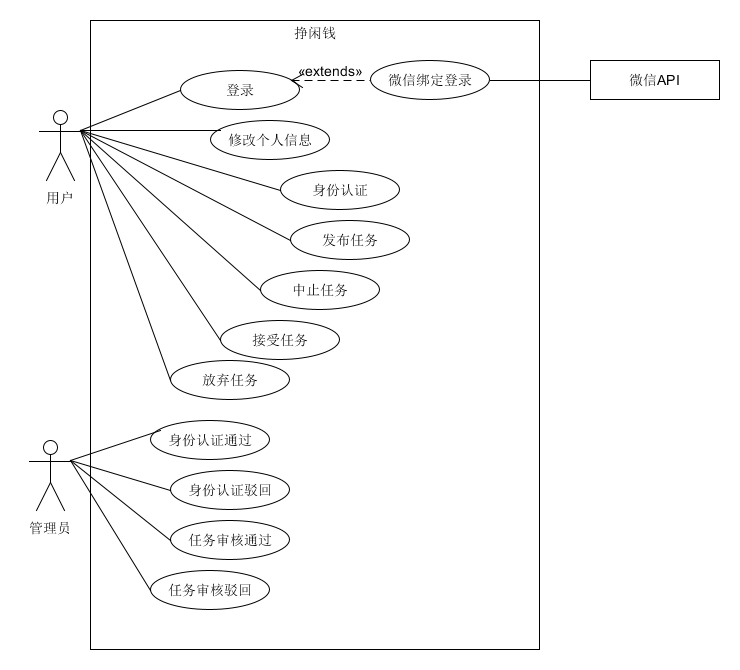 挣闲钱
登录
«extends»
微信绑定登录
微信API
修改个人信息
用户
身份认证
发布任务
中止任务
接受任务
放弃任务
身份认证通过
身份认证驳回
管理员
任务审核通过
任务审核驳回